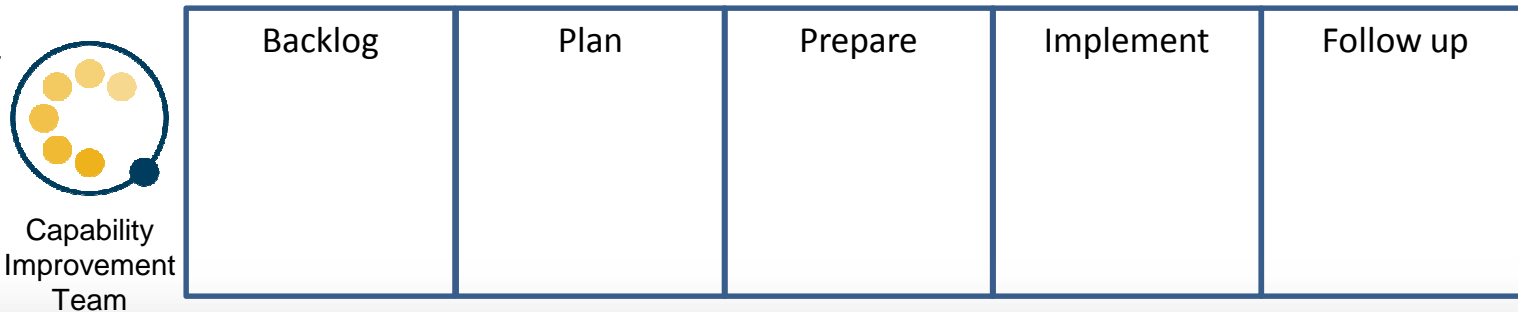 Backlog
Plan
Prepare
Implement
Follow up
Capability
Improvement
Team